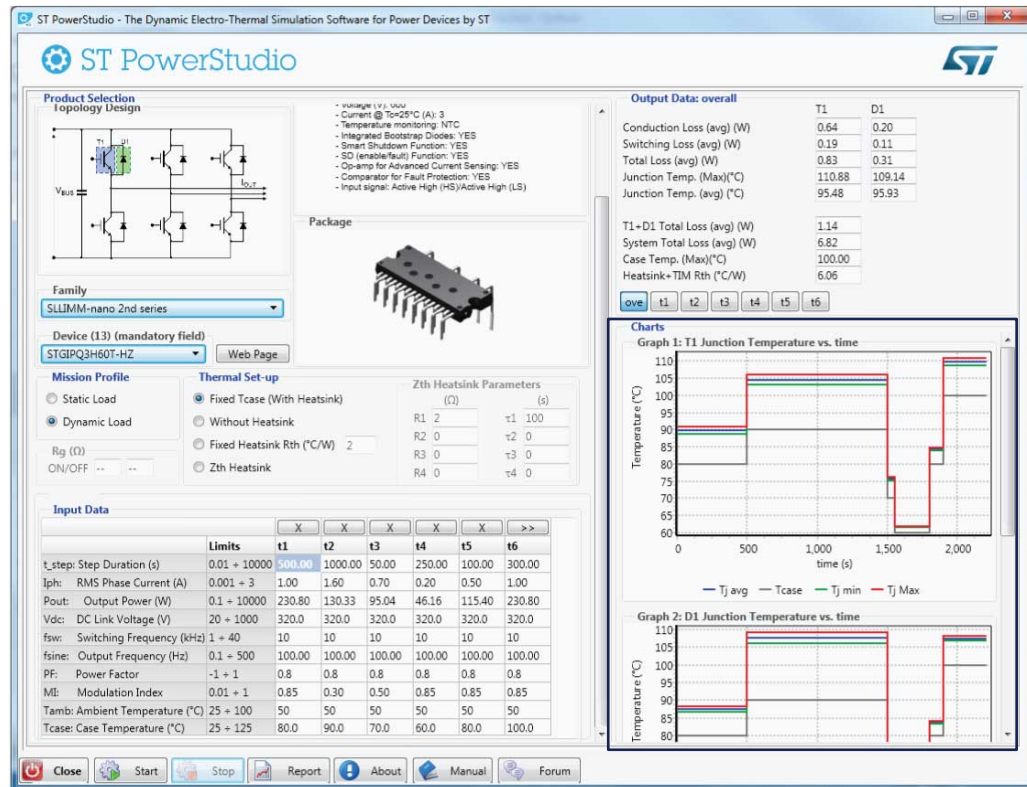 ST PowerStudio - The Dynamic Electro-Thermal Simulation Software for Power Devices by ST
ST PowerStudio
ST
Product Selection
Topology Design
T1 D1
VBUS
IOUT
- Voltage (V): 600
- Current @ Tc=25°C (A): 3
- Temperature monitoring: NTC
- Integrated Bootstrap Diodes: YES
- Smart Shutdown Function: YES
- SD (enable/fault) Function: YES
- Op-amp for Advanced Current Sensing: YES
- Comparator for Fault Protection: YES
- Input signal: Active High (HS)/Active High (LS)
Package
Family
SLLIMM-nano 2nd series
Device (13) (mandatory field)
STGIPQ3H60T-HZ
Web Page
Mission Profile
Static Load
Dynamic Load
Rg (Ω)
ON/OFF -- --
Thermal Set-up
Fixed Tcase (With Heatsink)
Without Heatsink
Fixed Heatsink Rth (°C/W) 2
Zth Heatsink
Zth Heatsink Parameters
(Ω) (s)
R1 2 τ1 100
R2 0 τ2 0
R3 0 τ3 0
R4 0 τ4 0
Input Data
X X X X X >>
Limits t1 t2 t3 t4 t5 t6
t_step: Step Duration (s) 0.01 ÷ 10000 500.00 1000.00 50.00 250.00 100.00 300.00
Iph: RMS Phase Current (A) 0.001 ÷ 3 1.00 1.60 0.70 0.20 0.50 1.00
Pout: Output Power (W) 0.1 ÷ 10000 230.80 130.33 95.04 46.16 115.40 230.80
Vdc: DC Link Voltage (V) 20 ÷ 1000 320.0 320.0 320.0 320.0 320.0 320.0
fsw: Switching Frequency (kHz) 1 ÷ 40 10 10 10 10 10 10
fsine: Output Frequency (Hz) 0.1 ÷ 500 100.00 100.00 100.00 100.00 100.00 100.00
PF: Power Factor -1 ÷ 1 0.8 0.8 0.8 0.8 0.8 0.8
MI: Modulation Index 0.01 ÷ 1 0.85 0.30 0.50 0.85 0.85 0.85
Tamb: Ambient Temperature (°C) 25 ÷ 100 50 50 50 50 50 50
Tcase: Case Temperature (°C) 25 ÷ 125 80.0 90.0 70.0 60.0 80.0 100.0
Output Data: overall
T1 D1
Conduction Loss (avg) (W) 0.64 0.20
Switching Loss (avg) (W) 0.19 0.11
Total Loss (avg) (W) 0.83 0.31
Junction Temp. (Max)(°C) 110.88 109.14
Junction Temp. (avg) (°C) 95.48 95.93
T1+D1 Total Loss (avg) (W) 1.14
System Total Loss (avg) (W) 6.82
Case Temp. (Max)(°C) 100.00
Heatsink+TIM Rth (°C/W) 6.06
ove t1 t2 t3 t4 t5 t6
Charts
Graph 1: T1 Junction Temperature vs. time
Temperature (°C)
110
105
100
95
90
85
80
75
70
65
60
0 500 1,000 1,500 2,000
time (s)
Tj avg Tcase Tj min Tj Max
Graph 2: D1 Junction Temperature vs. time
Temperature (°C)
110
105
100
95
90
85
80
Close Start Stop Report About Manual Forum